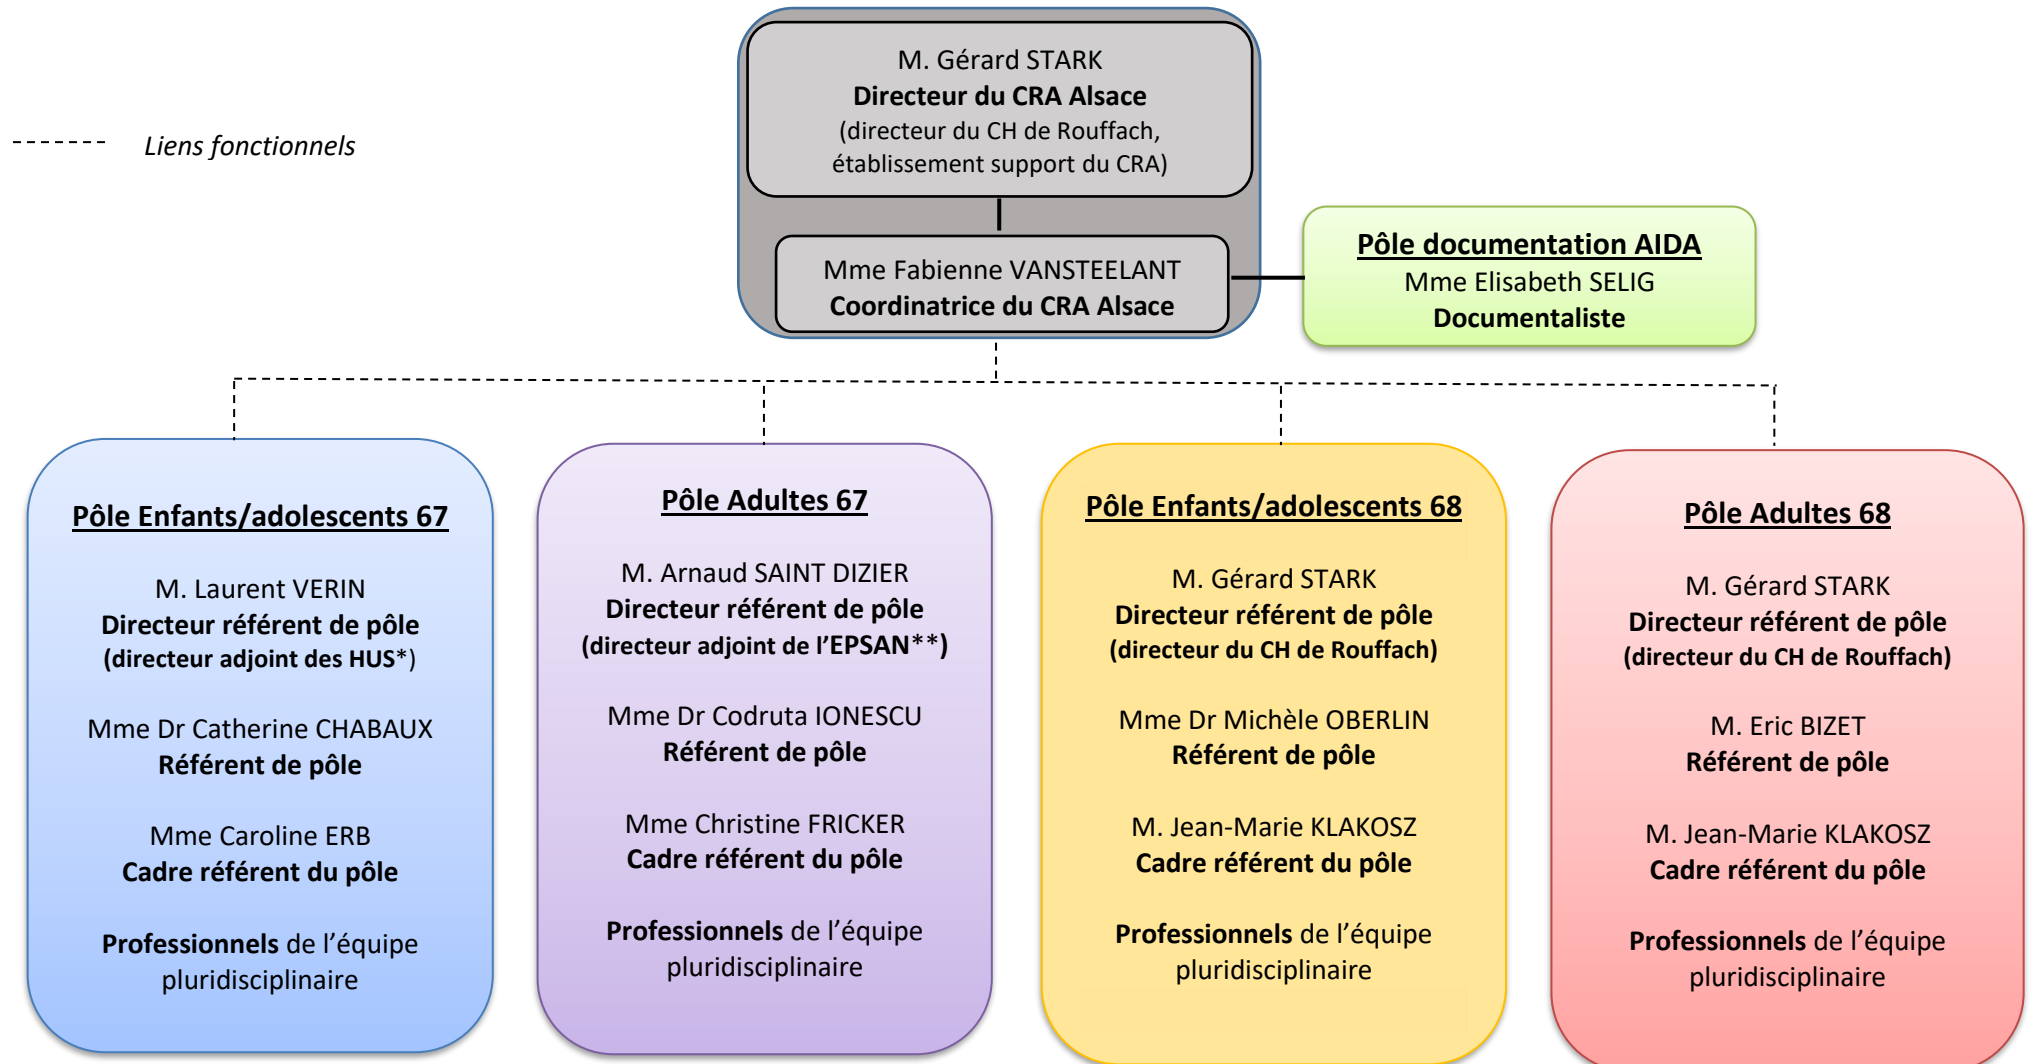 M. Gérard STARK
Directeur du CRA Alsace
(directeur du CH de Rouffach,
établissement support du CRA)
Liens fonctionnels
Mme Fabienne VANSTEELANT
Coordinatrice du CRA Alsace
Pôle documentation AIDA
Mme Elisabeth SELIG
Documentaliste
Pôle Enfants/adolescents 67
M. Laurent VERIN
Directeur référent de pôle
(directeur adjoint des HUS*)
Mme Dr Catherine CHABAUX
Référent de pôle
Mme Caroline ERB
Cadre référent du pôle
Professionnels de l’équipe
pluridisciplinaire
Pôle Adultes 67
M. Arnaud SAINT DIZIER
Directeur référent de pôle
(directeur adjoint de l’EPSAN**)
Mme Dr Codruta IONESCU
Référent de pôle
Mme Christine FRICKER
Cadre référent du pôle
Professionnels de l’équipe
pluridisciplinaire
Pôle Enfants/adolescents 68
M. Gérard STARK
Directeur référent de pôle
(directeur du CH de Rouffach)
Mme Dr Michèle OBERLIN
Référent de pôle
M. Jean-Marie KLAKOSZ
Cadre référent du pôle
Professionnels de l’équipe
pluridisciplinaire
Pôle Adultes 68
M. Gérard STARK
Directeur référent de pôle
(directeur du CH de Rouffach)
M. Eric BIZET
Référent de pôle
M. Jean-Marie KLAKOSZ
Cadre référent du pôle
Professionnels de l’équipe
pluridisciplinaire